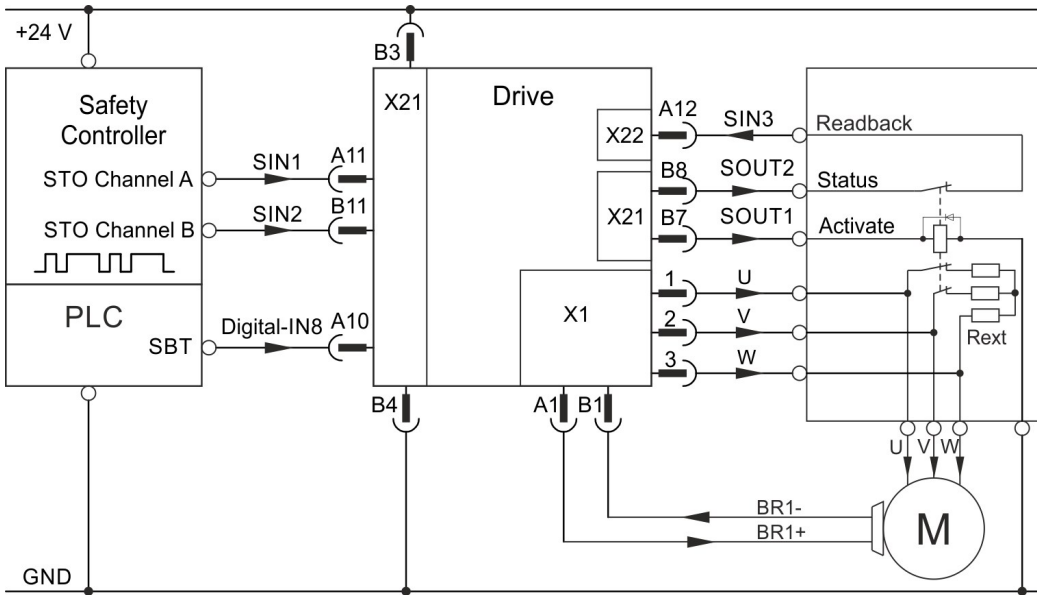 +24 V
B3
Safety
Controller
X21
Drive
A12
SIN3
X22
Readback
STO Channel A
SIN1
A11
B8
SOUT2
Status
STO Channel B
SIN2
B11
X21
B7
SOUT1
Activate
PLC
X1
1
U
2
V
SBT
Digital-IN8
A10
3
W
Rext
B4
A1
B1
U
V
W
BR1-
BR1+
M
GND